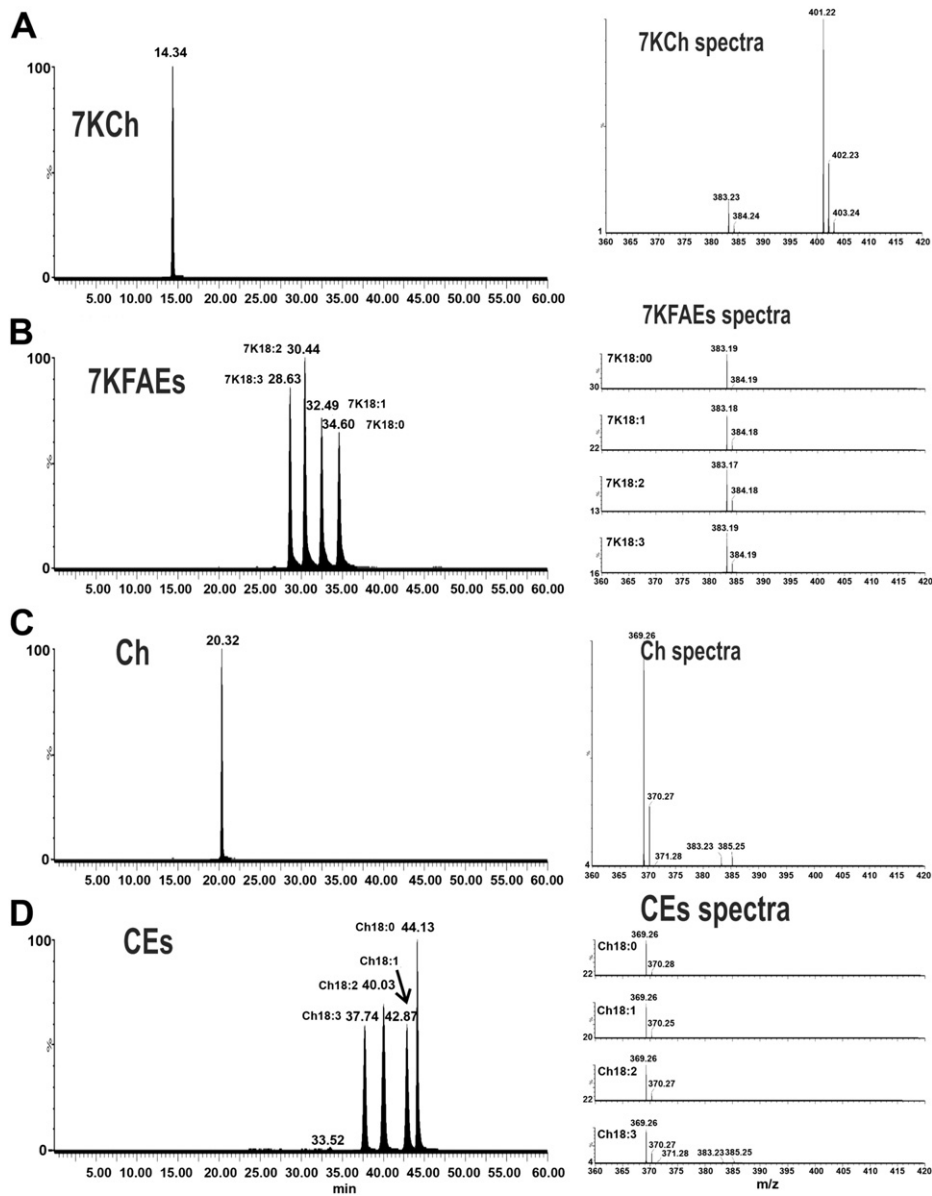 A
7KCh
14.34
100
%
0
5.00 10.00 15.00 20.00 25.00 30.00 35.00 40.00 45.00 50.00 55.00 60.00
7KCh spectra
401.22
402.23
383.23
403.24
384.24
%
1
360 365 370 375 380 385 390 395 400 405 410 415 420
B
7KFAEs
7K18:2 30.44
100
7K18:3 28.63
32.49 7K18:1
34.60 7K18:0
%
0
5.00 10.00 15.00 20.00 25.00 30.00 35.00 40.00 45.00 50.00 55.00 60.00
7KFAEs spectra
7K18:00
383.19
384.19
%
30
7K18:1
383.18
384.18
%
22
7K18:2
383.17
384.18
%
13
7K18:3
383.19
384.19
%
16
360 365 370 375 380 385 390 395 400 405 410 415 420
C
Ch
20.32
100
%
0
5.00 10.00 15.00 20.00 25.00 30.00 35.00 40.00 45.00 50.00 55.00 60.00
Ch spectra
369.26
370.27
371.28
383.23 385.25
%
4
360 365 370 375 380 385 390 395 400 405 410 415 420
D
CEs
Ch18:0 44.13
100
Ch18:1
Ch18:2 40.03
Ch18:3 37.74 42.87
33.52
%
0
5.00 10.00 15.00 20.00 25.00 30.00 35.00 40.00 45.00 50.00 55.00 60.00
min
CEs spectra
Ch18:0
369.26
370.28
%
22
Ch18:1
369.26
370.25
%
20
Ch18:2
369.26
370.27
%
22
Ch18:3
369.26
370.27
371.28
383.23 385.25
%
4
360 365 370 375 380 385 390 395 400 405 410 415 420
m/z